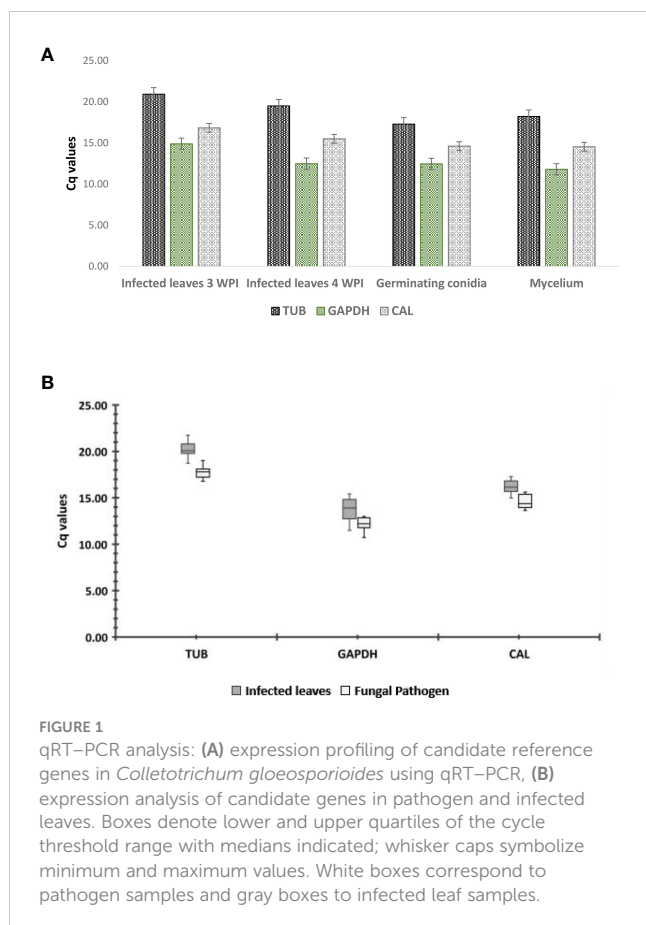 A
25.00
20.00
15.00
10.00
5.00
0.00
Cq values
Infected leaves 3 WPI Infected leaves 4 WPI Germinating conidia Mycelium
TUB GAPDH CAL
B
25.00
20.00
15.00
10.00
5.00
0.00
Cq values
TUB GAPDH CAL
Infected leaves Fungal Pathogen
FIGURE 1
qRT–PCR analysis: (A) expression profiling of candidate reference
genes in Colletotrichum gloeosporioides using qRT–PCR, (B)
expression analysis of candidate genes in pathogen and infected
leaves. Boxes denote lower and upper quartiles of the cycle
threshold range with medians indicated; whisker caps symbolize
minimum and maximum values. White boxes correspond to
pathogen samples and gray boxes to infected leaf samples.